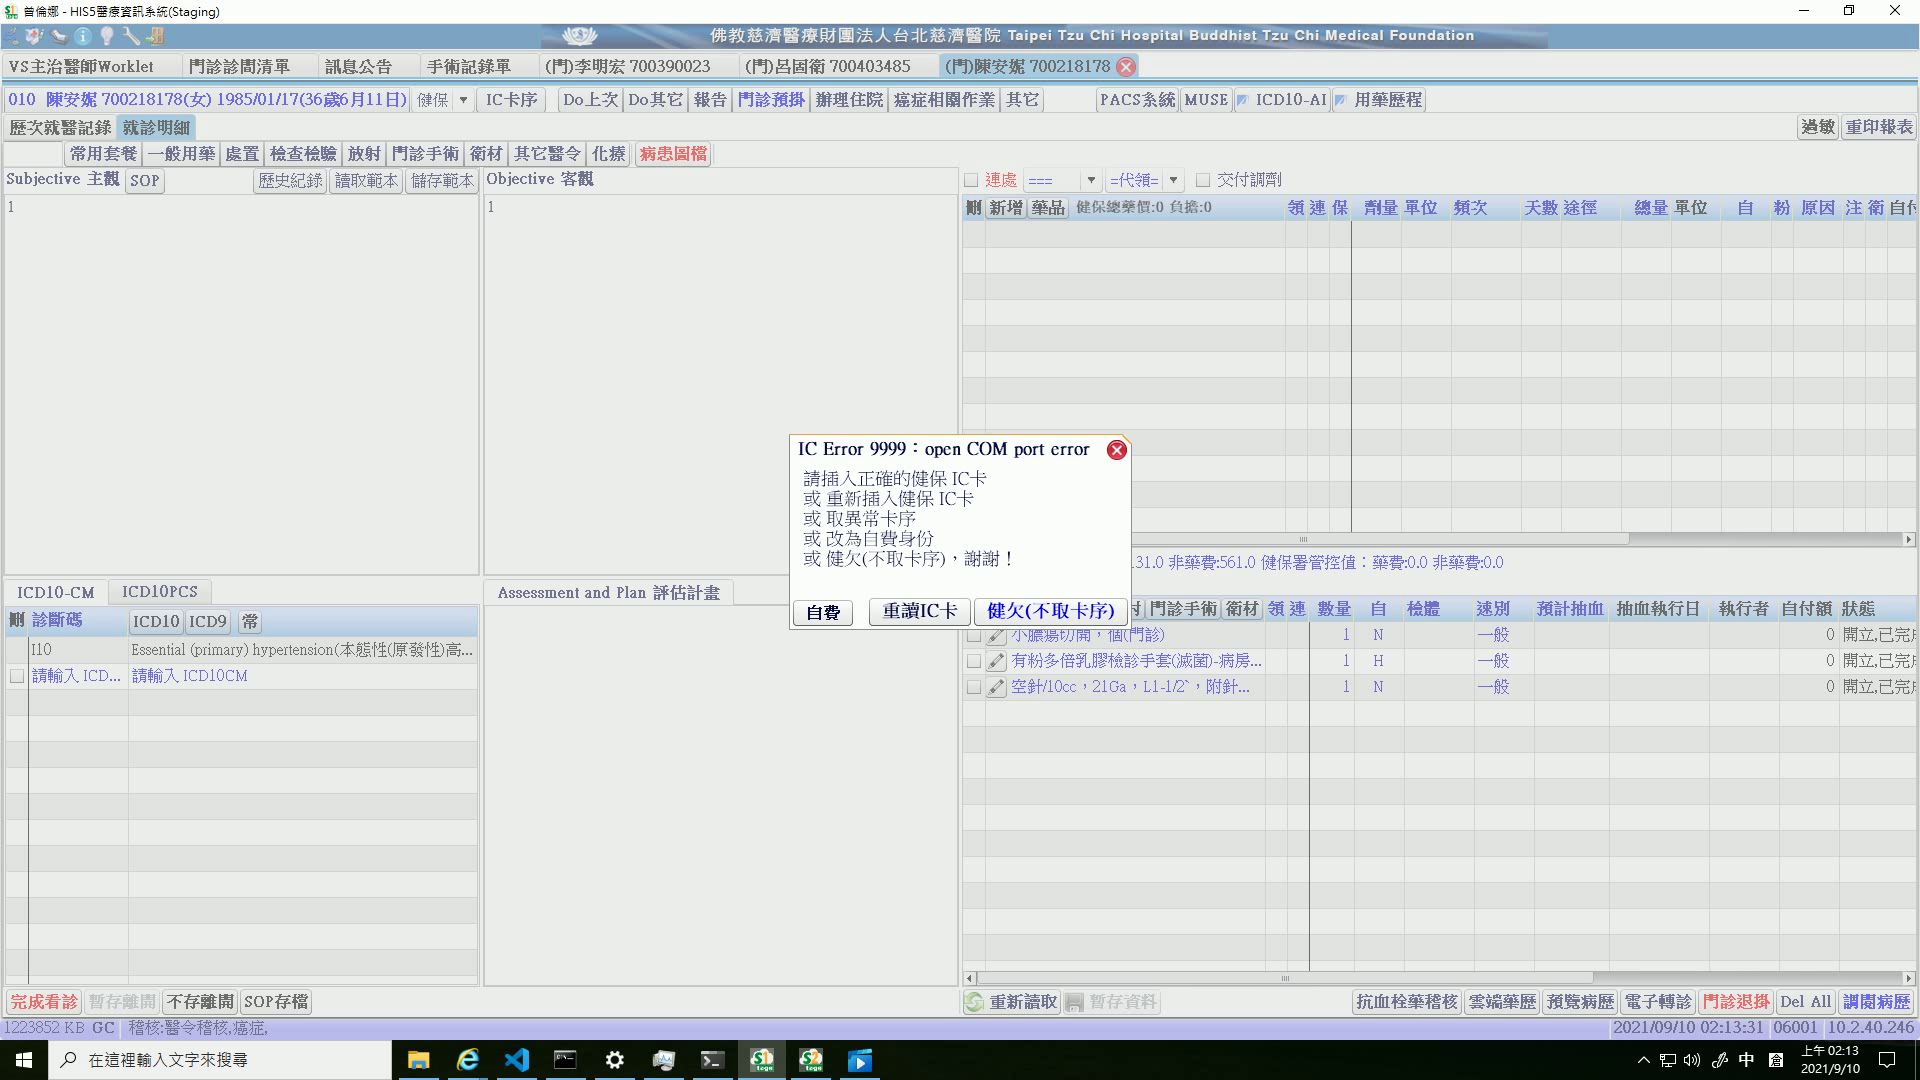 曾倫娜 - HIS5醫療資訊系統(Staging)
佛教慈濟醫療財團法人台北慈濟醫院 Taipei Tzu Chi Hospital Buddhist Tzu Chi Medical Foundation
VS主治醫師Worklet 門診診間清單 訊息公告 手術記錄單 (門)李明宏 700390023 (門)呂固衛 700403485 (門)陳安妮 700218178
010 陳安妮 700218178(女) 1985/01/17(36歲6月11日) 健保 IC卡序 Do上次 Do其它 報告 門診預掛 辦理住院 癌症相關作業 其它 PACS系統 MUSE ICD10-AI 用藥歷程
歷次就醫記錄 就診明細 過敏 重印報表
常用套餐 一般用藥 處置 檢查檢驗 放射 門診手術 衛材 其它醫令 化療 病患圖檔
Subjective 主觀 SOP 歷史紀錄 讀取範本 儲存範本 Objective 客觀 連處 === =代領= 交付調劑
1 1 刪 新增 藥品 健保總藥價:0 負擔:0 領 連 保 劑量 單位 頻次 天數 途徑 總量 單位 自 粉 原因 注 衛 自付
IC Error 9999：open COM port error
請插入正確的健保 IC卡
或 重新插入健保 IC卡
或 取異常卡序
或 改為自費身份
或 健欠(不取卡序)，謝謝！
自費 重讀IC卡 健欠(不取卡序)
31.0 非藥費:561.0 健保署管控值：藥費:0.0 非藥費:0.0
ICD10-CM ICD10PCS Assessment and Plan 評估計畫
刪 診斷碼 ICD10 ICD9 常 門診手術 衛材 領 連 數量 自 檢體 速別 預計抽血 抽血執行日 執行者 自付額 狀態
I10 Essential (primary) hypertension(本態性(原發性)高... 小膿瘍切開，個(門診) 1 N 一般 0 開立,已完成
請輸入 ICD... 請輸入 ICD10CM 有粉多倍乳膠檢診手套(滅菌)-病房... 1 H 一般 0 開立,已完成
空針/10cc，21Ga，L1-1/2`，附針... 1 N 一般 0 開立,已完成
完成看診 暫存離開 不存離開 SOP存檔 重新讀取 暫存資料 抗血栓華稽核 雲端藥歷 預覽病歷 電子轉診 門診退掛 Del All 調閱病歷
1223852 KB GC 稽核:醫令稽核,癌症, 2021/09/10 02:13:31 06001 10.2.40.246
在這裡輸入文字來搜尋 中 上午 02:13
2021/9/10